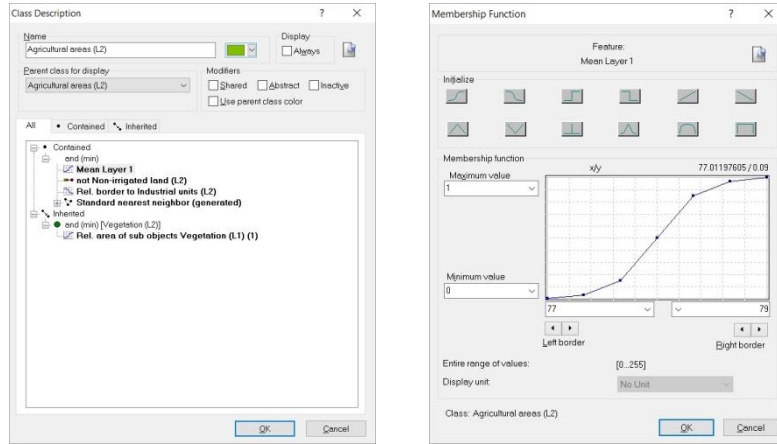 Class Description
? ×
Name
Agricultural areas (L2)
Display
Always
Parent class for display
Agricultural areas (L2)
Modifiers
Shared Abstract Inactive
Use parent class color
All Contained Inherited
Contained
and (min)
Mean Layer 1
not Non-irrigated land (L2)
Rel. border to Industrial units (L2)
Standard nearest neighbor (generated)
Inherited
and (min) [Vegetation (L2)]
Rel. area of sub objects Vegetation (L1) (1)
OK Cancel
Membership Function
? ×
Feature:
Mean Layer 1
Initialize
Membership function
x/y 77.01197605 / 0.09
Maximum value
1
Minimum value
0
77 79
Left border Right border
Entire range of values: [0...255]
Display unit: No Unit
Class: Agricultural areas (L2)
OK Cancel